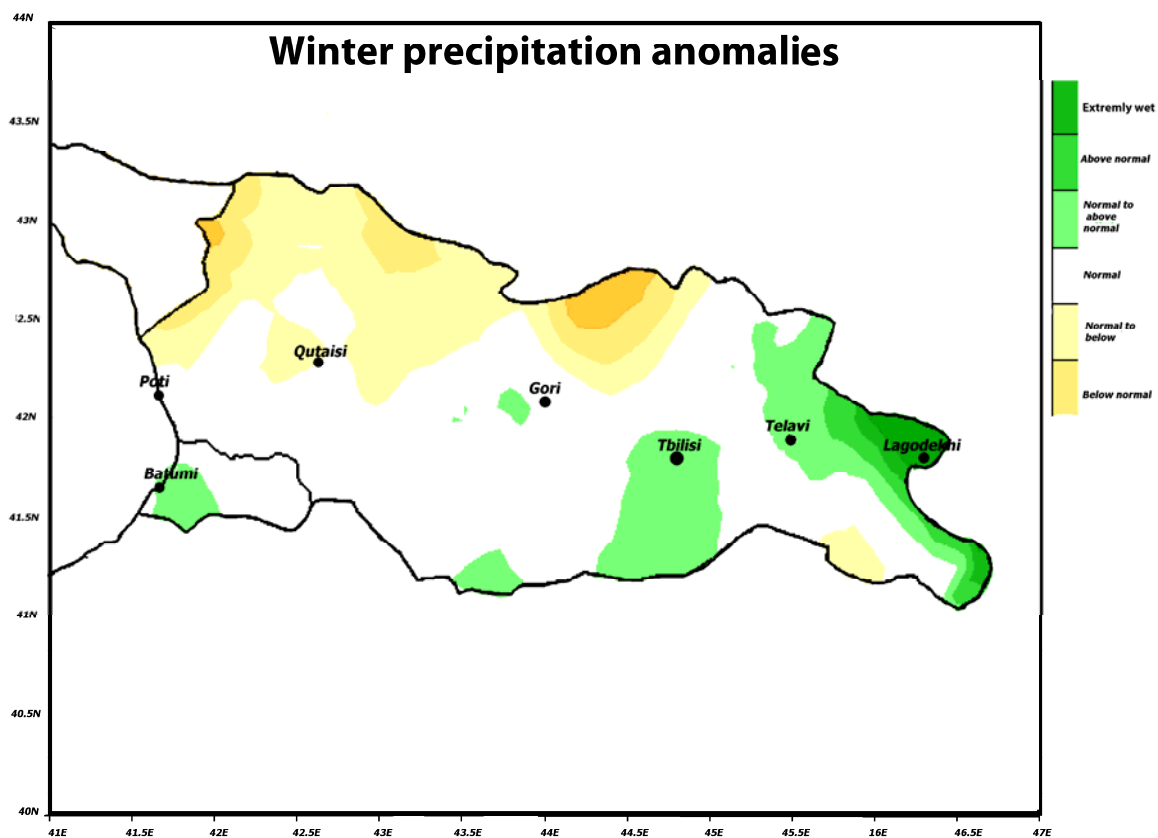 44N
Winter precipitation anomalies
Extremly wet
43.5N
Above normal
Normal to
above
normal
43N
Normal
2.5N
Normal to
below
Qutaisi
Poti
Gori
Below normal
42N
Telavi
Tbilisi
Lagodekhi
Batumi
41.5N
41N
40.5N
40N
41E 41.5E 42E 42.5E 43E 43.5E 44E 44.5E 45E 45.5E 16E 46.5E 47E